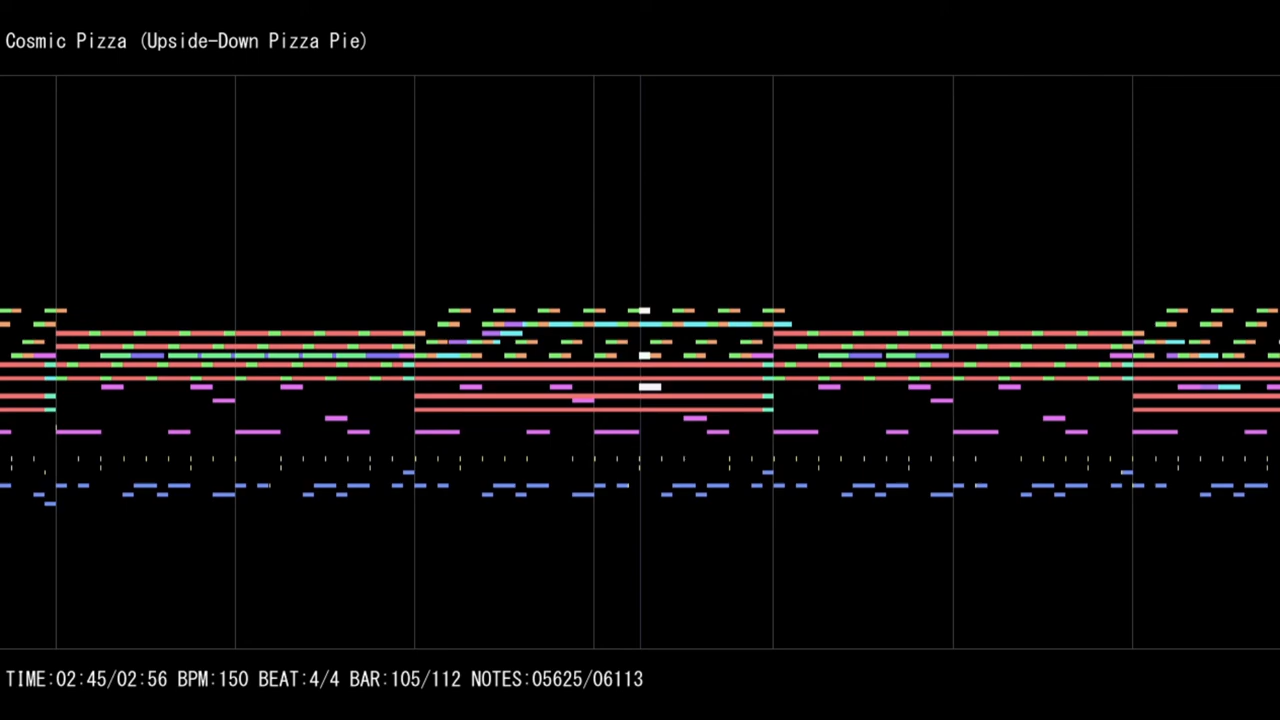 Cosmic Pizza (Upside-Down Pizza Pie)
TIME:02:45/02:56 BPM:150 BEAT:4/4 BAR:105/112 NOTES:05625/06113